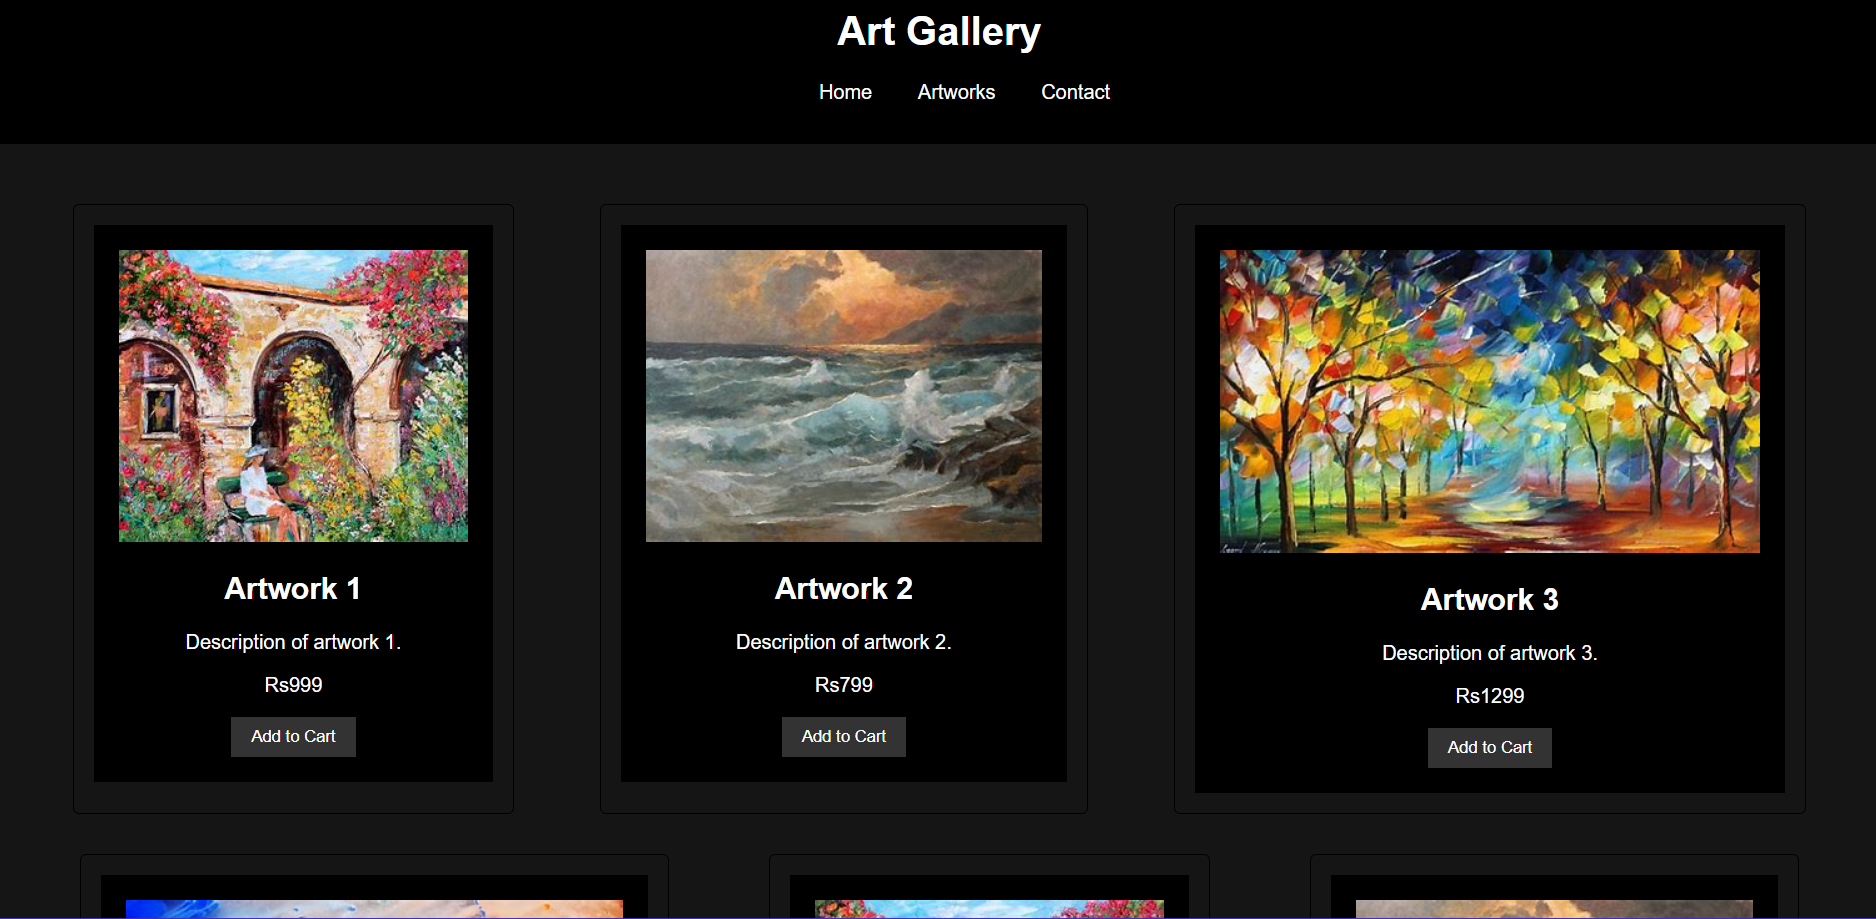 Art Gallery
Home Artworks Contact
Artwork 1
Description of artwork 1.
Rs999
Add to Cart
Artwork 2
Description of artwork 2.
Rs799
Add to Cart
Artwork 3
Description of artwork 3.
Rs1299
Add to Cart